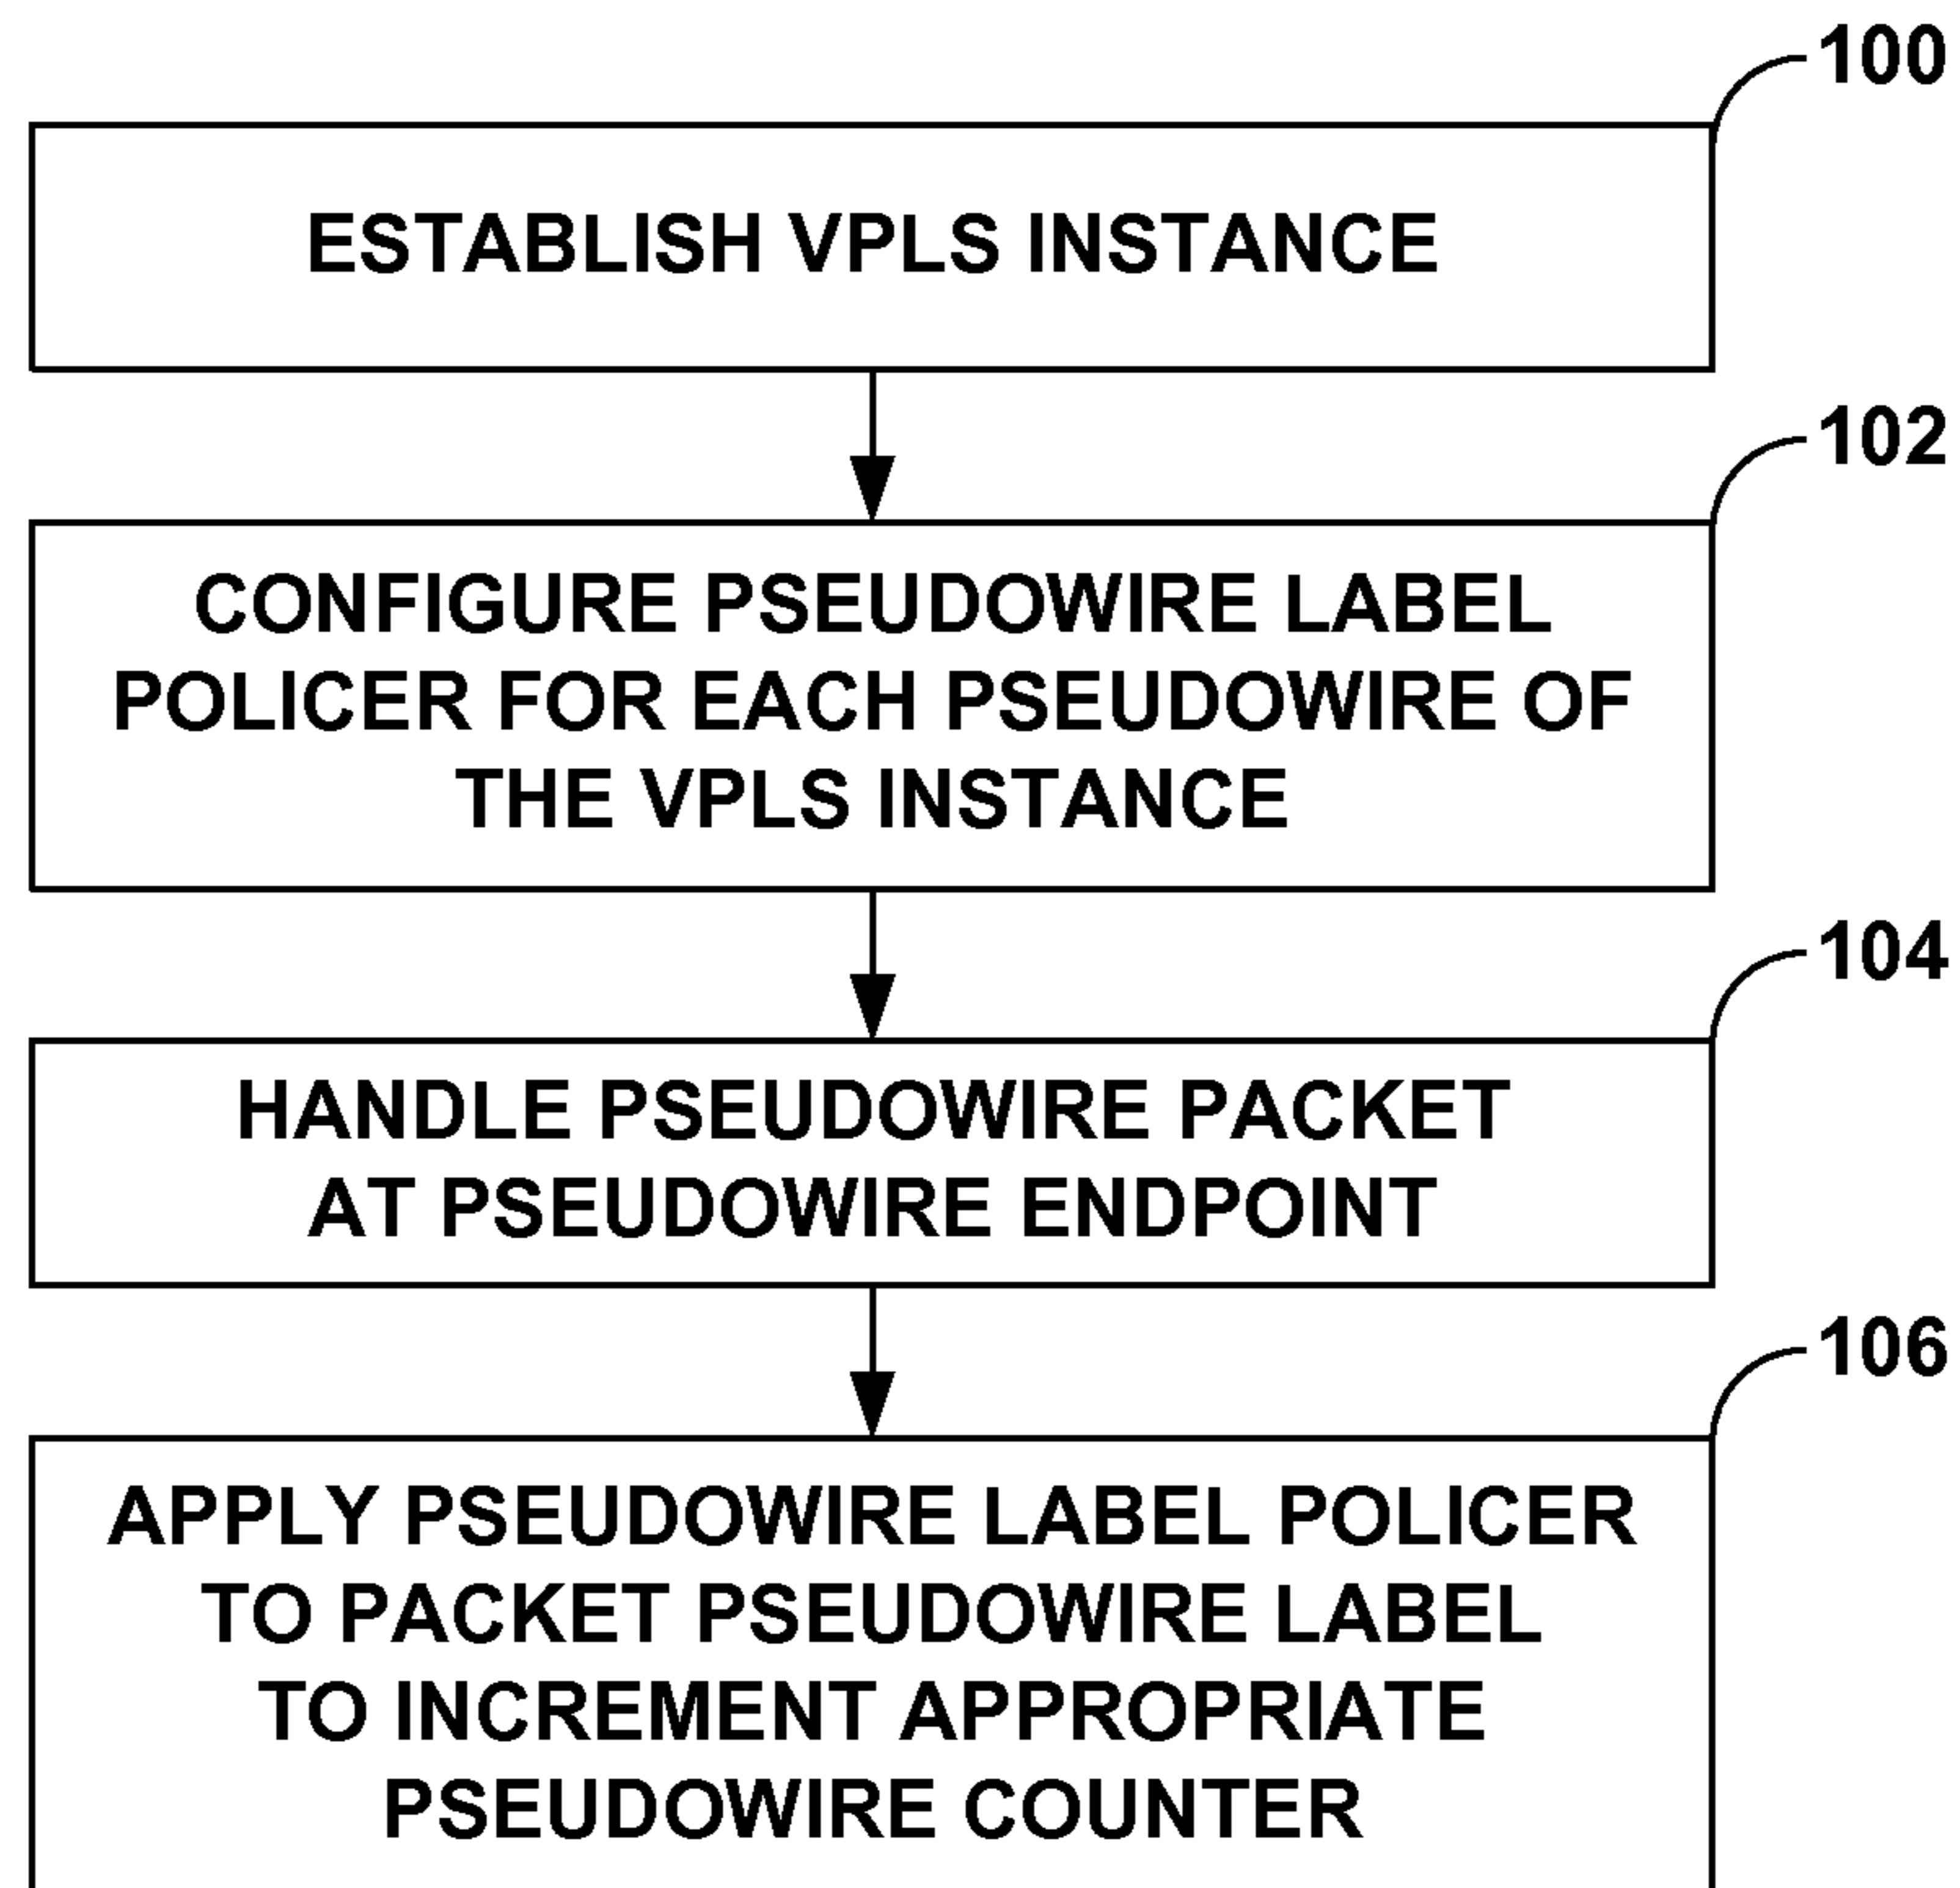 100
ESTABLISH VPLS INSTANCE
102
CONFIGURE PSEUDOWIRE LABEL
POLICER FOR EACH PSEUDOWIRE OF
THE VPLS INSTANCE
104
HANDLE PSEUDOWIRE PACKET
AT PSEUDOWIRE ENDPOINT
106
APPLY PSEUDOWIRE LABEL POLICER
TO PACKET PSEUDOWIRE LABEL
TO INCREMENT APPROPRIATE
PSEUDOWIRE COUNTER